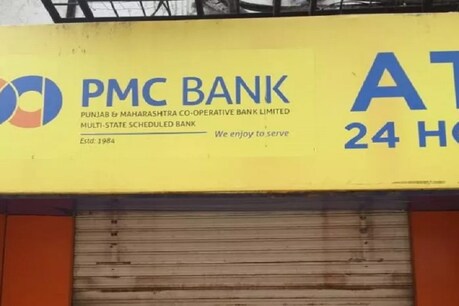 PMC BANK
PUNJAB & MAHARASHTRA CO-OPERATIVE BANK LIMITED
MULTI-STATE SCHEDULED BANK
We enjoy to serve
Estd: 1984
AT
24 HO